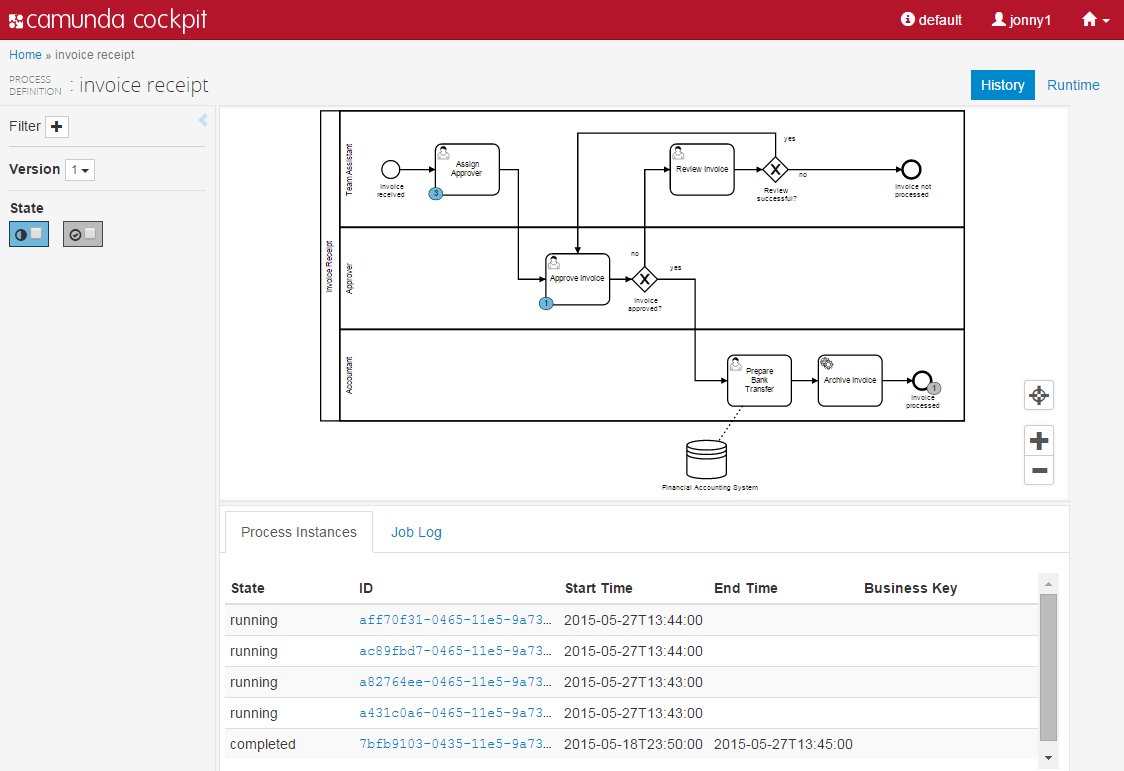 camunda cockpit
default
jonny1
Home » invoice receipt
PROCESS
DEFINITION : invoice receipt
History
Runtime
Filter
Version 1
State
Invoice Receipt
Team Assistant
Invoice
received
Assign
Approver
3
Review Invoice
yes
Review
successful?
no
Invoice not
processed
Approver
Approve Invoice
1
no
Invoice
approved?
yes
Accountant
Prepare
Bank
Transfer
Archive Invoice
1
Invoice
processed
Financial Accounting System
Process Instances Job Log
State ID Start Time End Time Business Key
running aff70f31-0465-11e5-9a73... 2015-05-27T13:44:00
running ac89fbd7-0465-11e5-9a73... 2015-05-27T13:44:00
running a82764ee-0465-11e5-9a73... 2015-05-27T13:43:00
running a431c0a6-0465-11e5-9a73... 2015-05-27T13:43:00
completed 7bfb9103-0435-11e5-9a73... 2015-05-18T23:50:00 2015-05-27T13:45:00